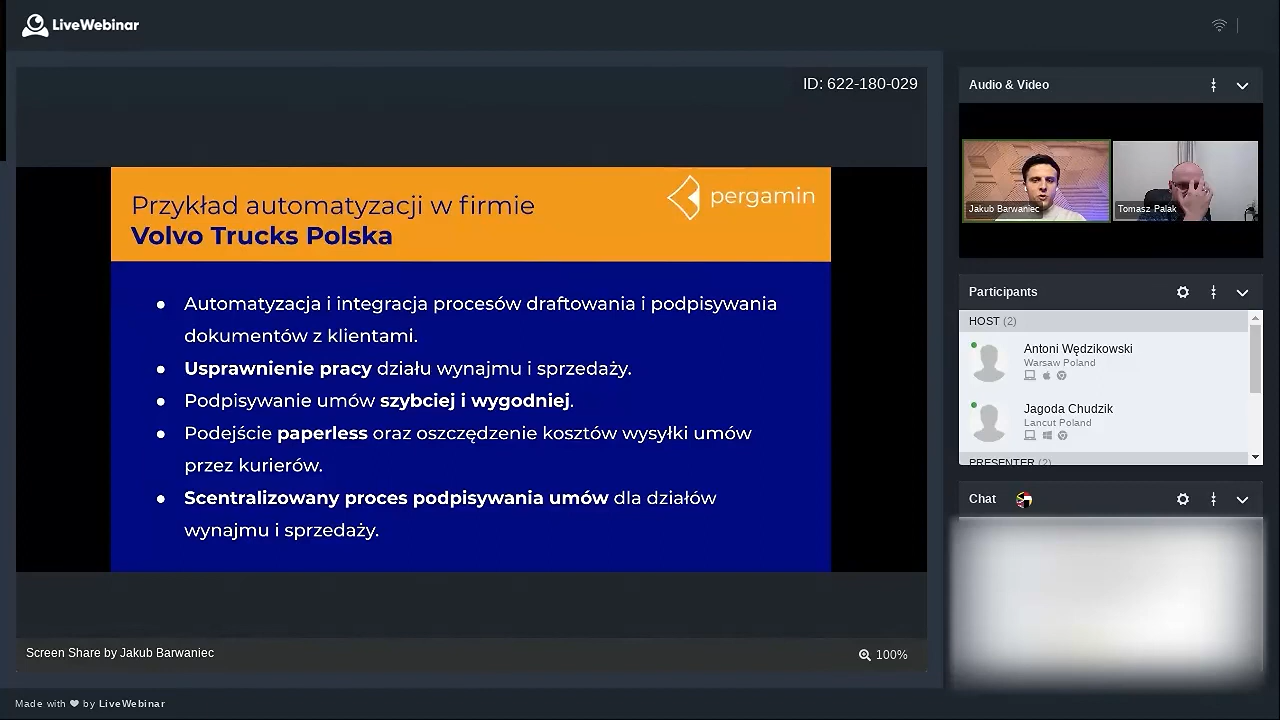 LiveWebinar
ID: 622-180-029
Przykład automatyzacji w firmie
Volvo Trucks Polska
pergamin
● Automatyzacja i integracja procesów draftowania i podpisywania
dokumentów z klientami.
● Usprawnienie pracy działu wynajmu i sprzedaży.
● Podpisywanie umów szybciej i wygodniej.
● Podejście paperless oraz oszczędzenie kosztów wysyłki umów
przez kurierów.
● Scentralizowany proces podpisywania umów dla działów
wynajmu i sprzedaży.
Screen Share by Jakub Barwaniec
100%
Made with ❤ by LiveWebinar
Audio & Video
Jakub Barwaniec
Tomasz Palak
Participants
HOST (2)
Antoni Wędzikowski
Warsaw Poland
Jagoda Chudzik
Lancut Poland
PRESENTER (2)
Chat